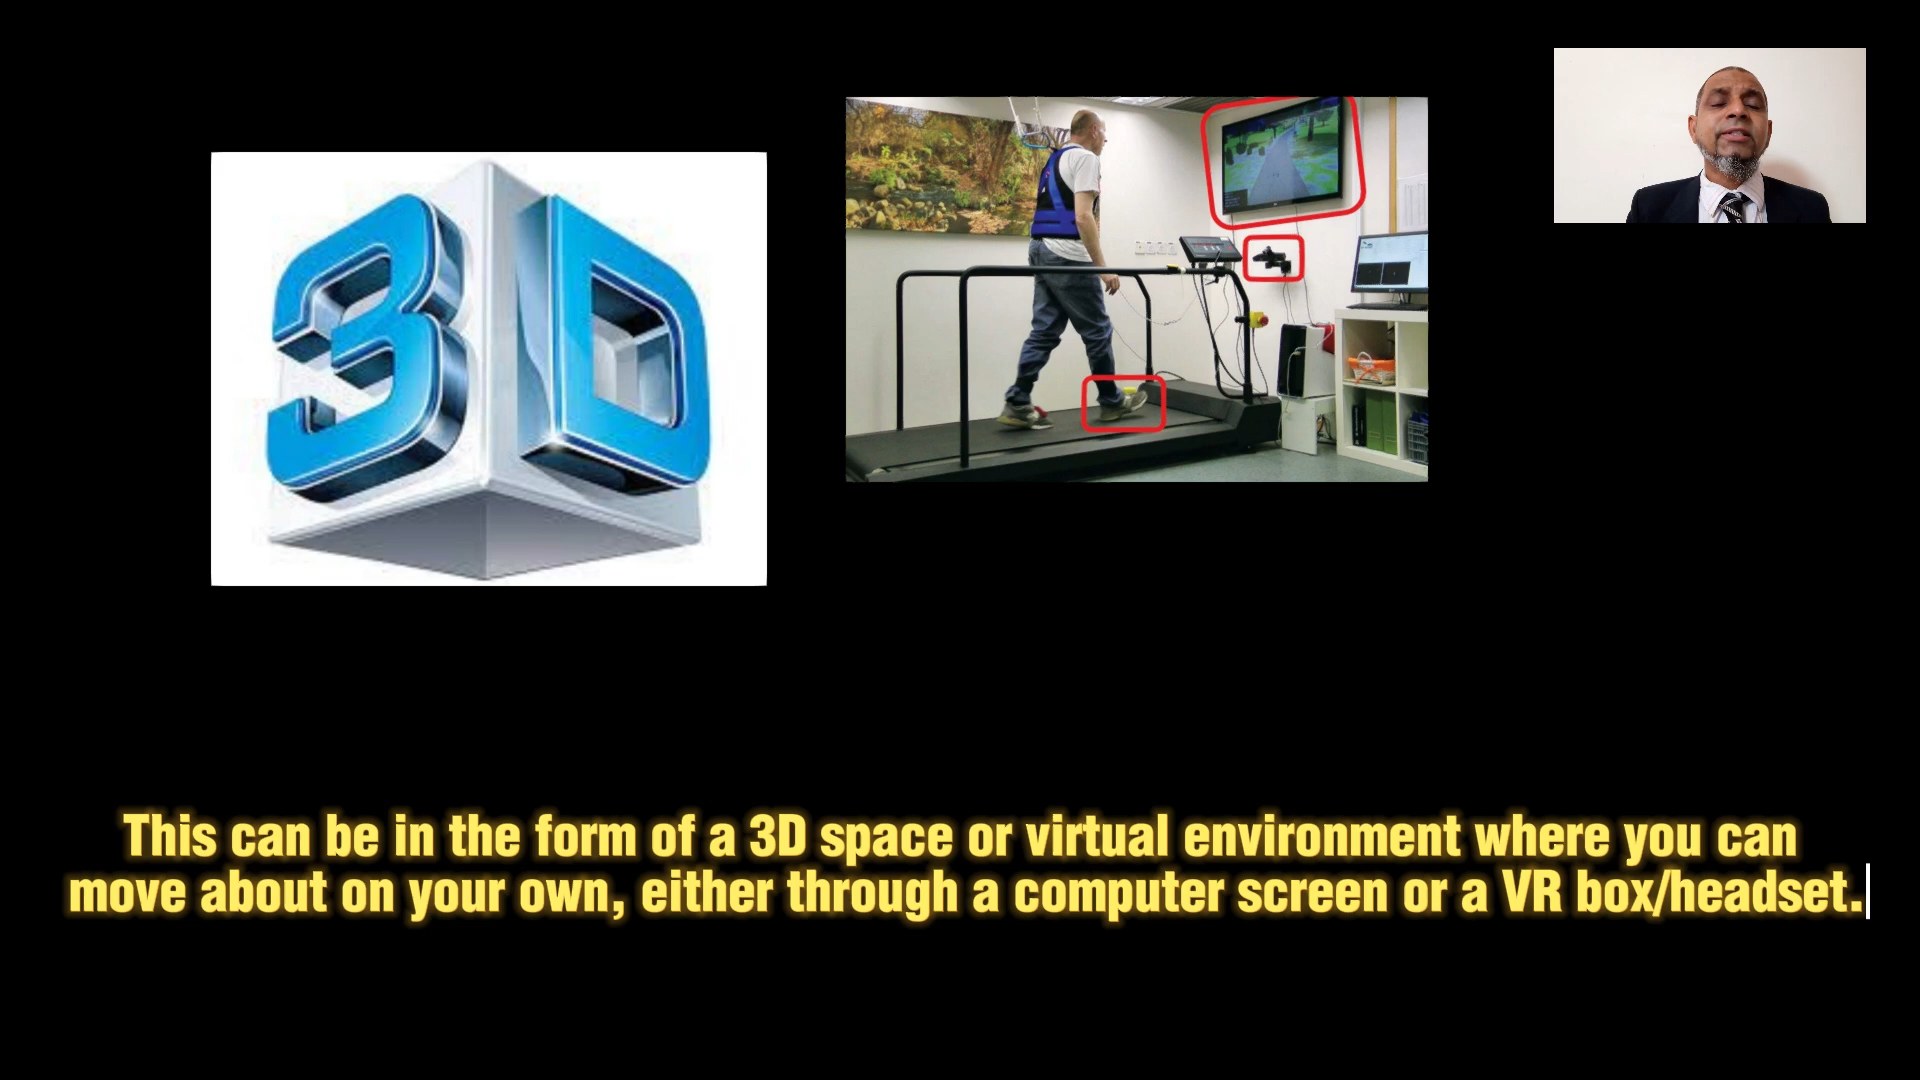 3D
This can be in the form of a 3D space or virtual environment where you can
move about on your own, either through a computer screen or a VR box/headset.